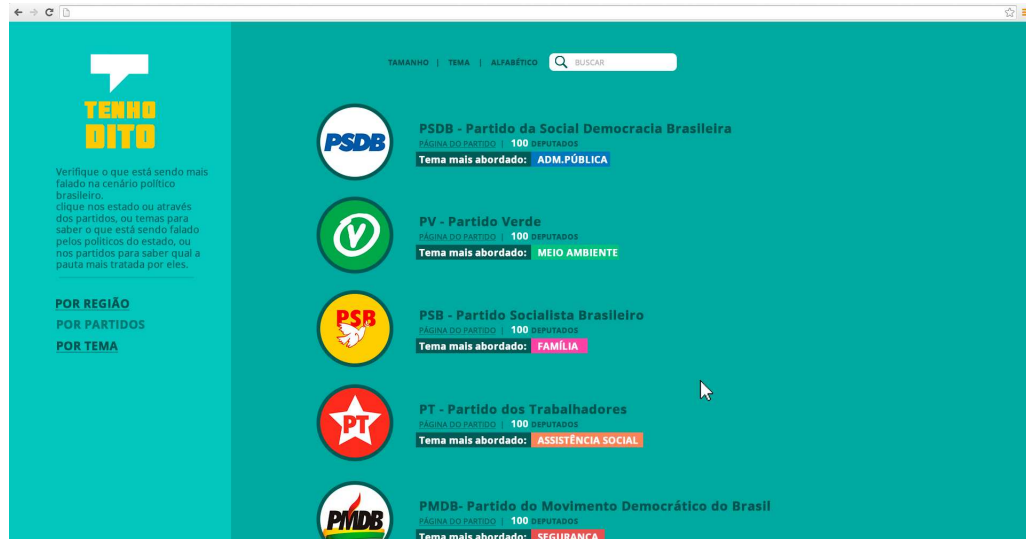 TENHO
DITO
Verifique o que está sendo mais
falado na cenário político
brasileiro.
clique nos estado ou através
dos partidos, ou temas para
saber o que está sendo falado
pelos politicos do estado, ou
nos partidos para saber qual a
pauta mais tratada por eles.
POR REGIÃO
POR PARTIDOS
POR TEMA
TAMANHO | TEMA | ALFABÉTICO BUSCAR
PSDB
PSDB - Partido da Social Democracia Brasileira
PÁGINA DO PARTIDO | 100 DEPUTADOS
Tema mais abordado: ADM.PÚBLICA
V
PV - Partido Verde
PÁGINA DO PARTIDO | 100 DEPUTADOS
Tema mais abordado: MEIO AMBIENTE
PSB
PSB - Partido Socialista Brasileiro
PÁGINA DO PARTIDO | 100 DEPUTADOS
Tema mais abordado: FAMÍLIA
PT
PT - Partido dos Trabalhadores
PÁGINA DO PARTIDO | 100 DEPUTADOS
Tema mais abordado: ASSISTÊNCIA SOCIAL
PMDB
PMDB- Partido do Movimento Democrático do Brasil
PÁGINA DO PARTIDO | 100 DEPUTADOS
Tema mais abordado: SEGURANÇA